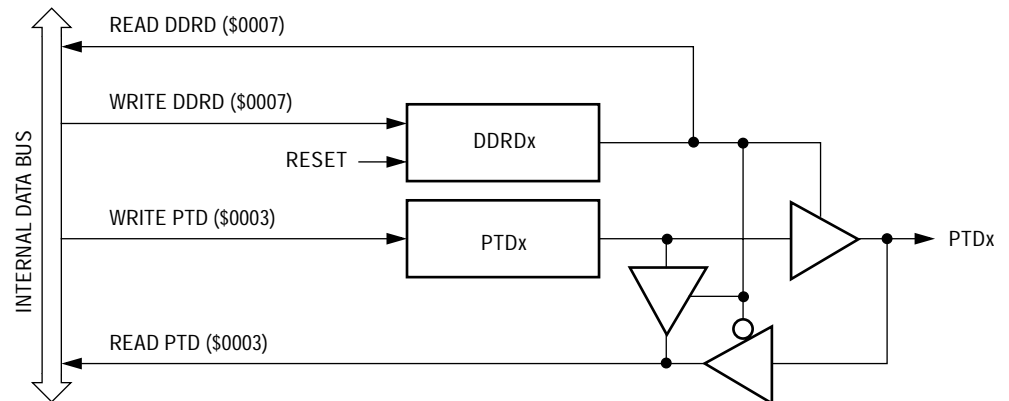 READ DDRD ($0007)
WRITE DDRD ($0007)
DDRDx
RESET
WRITE PTD ($0003)
PTDx
PTDx
READ PTD ($0003)
INTERNAL DATA BUS